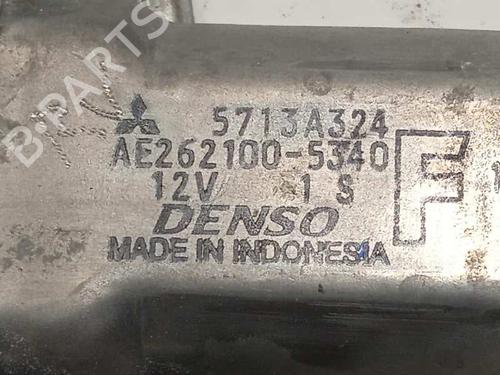 B-PARTS
5713A324
AE262100-5340
12V 1 S
DENSO
MADE IN INDONESIA
F